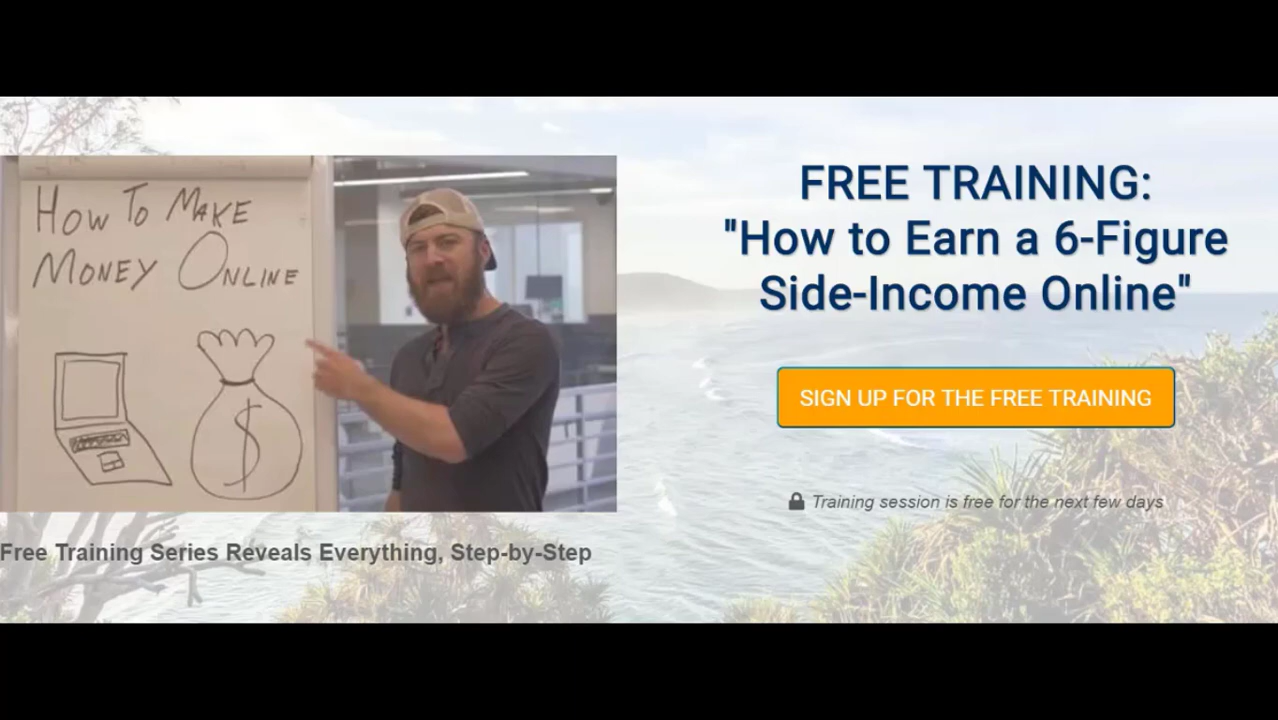 How To Make
Money Online
$
FREE TRAINING:
"How to Earn a 6-Figure
Side-Income Online"
SIGN UP FOR THE FREE TRAINING
Training session is free for the next few days
Free Training Series Reveals Everything, Step-by-Step